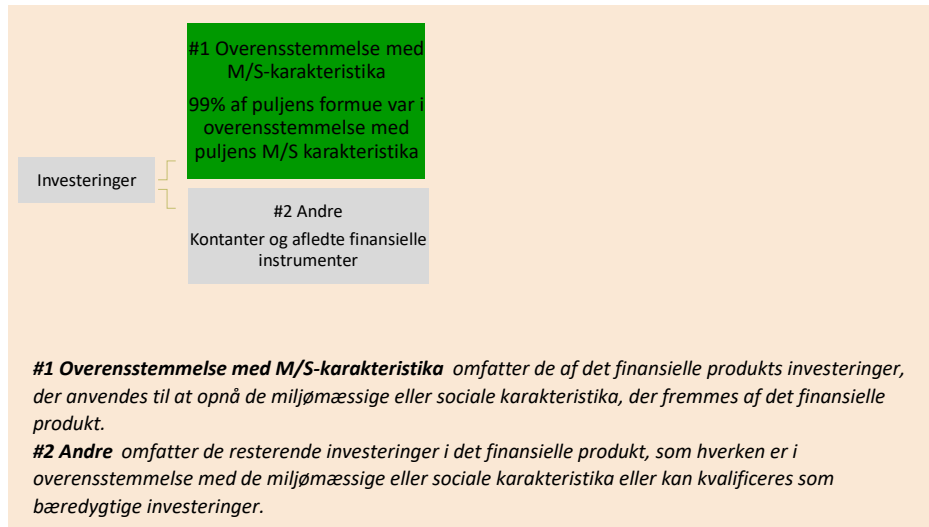 #1 Overensstemmelse med
M/S-karakteristika
99% af puljens formue var i
overensstemmelse med
puljens M/S karakteristika
Investeringer
#2 Andre
Kontanter og afledte finansielle
instrumenter
#1 Overensstemmelse med M/S-karakteristika omfatter de af det finansielle produkts investeringer,
der anvendes til at opnå de miljømæssige eller sociale karakteristika, der fremmes af det finansielle
produkt.
#2 Andre omfatter de resterende investeringer i det finansielle produkt, som hverken er i
overensstemmelse med de miljømæssige eller sociale karakteristika eller kan kvalificeres som
bæredygtige investeringer.